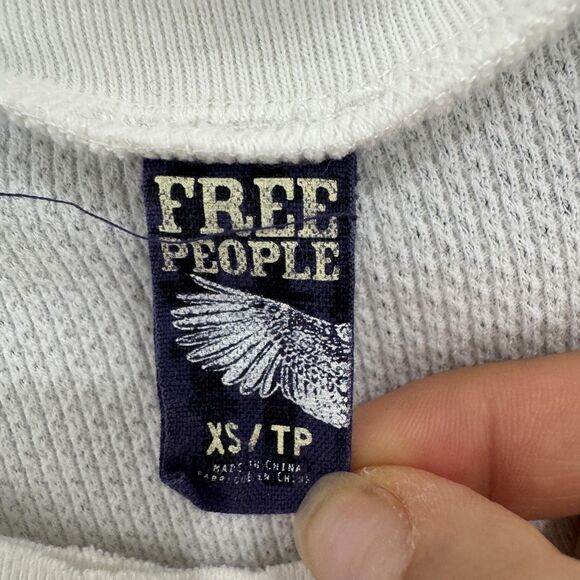 FREE
PEOPLE
XS / TP
MADE IN CHINA
FABRIQUÉ EN CHINE